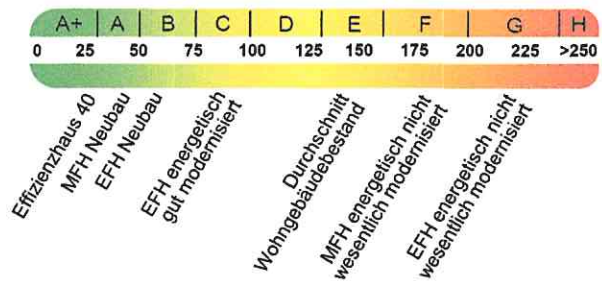 A+ A B C D E F G H
0 25 50 75 100 125 150 175 200 225 >250
Effizienzhaus 40
MFH Neubau
EFH Neubau
EFH energetisch
gut modernisiert
Durchschnitt
Wohngebäudebestand
MFH energetisch nicht
wesentlich modernisiert
EFH energetisch nicht
wesentlich modernisiert